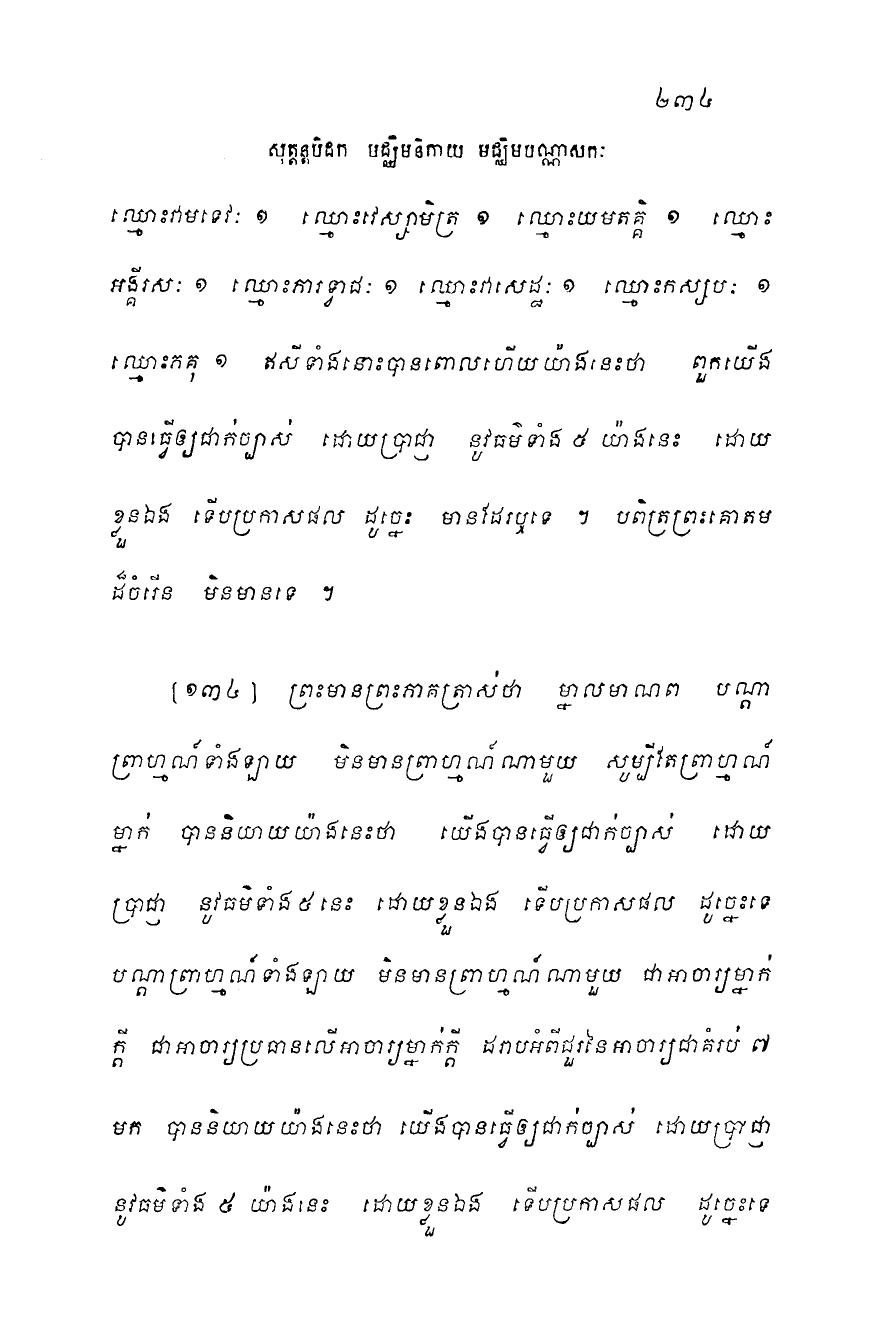 ២៣៤
សុត្តន្តបិដក មជ្ឈិមនិកាយ មជ្ឈិមបណ្ណាសកៈ
ឈ្មោះវាមទេវៈ ១ ឈ្មោះវេស្សាមិត្រ ១ ឈ្មោះយមតគ្គិ ១ ឈ្មោះ
អង្គីរសៈ ១ ឈ្មោះភារទ្វាជៈ ១ ឈ្មោះវាសេដ្ឋៈ ១ ឈ្មោះកស្សបៈ ១
ឈ្មោះភគុ ១ ឥសីទាំងនោះបានពោលហើយយ៉ាងនេះថា ពួកយើង
បានធ្វើឲ្យជាក់ច្បាស់ ដោយប្រាជ្ញា នូវធម៌ទាំង ៥ យ៉ាងនេះ ដោយ
ខ្លួនឯង ទើបប្រកាសផល ដូច្នេះ មានដែរឬទេ ។ បពិត្រព្រះគោតម
ដ៏ចំរើន មិនមានទេ ។
[១៣៤] ព្រះមានព្រះភាគត្រាស់ថា ម្នាលមាណព បណ្តា
ព្រាហ្មណ៍ទាំងឡាយ មិនមានព្រាហ្មណ៍ណាមួយ សូម្បីតែព្រាហ្មណ៍
ម្នាក់ បាននិយាយយ៉ាងនេះថា យើងបានធ្វើឲ្យជាក់ច្បាស់ ដោយ
ប្រាជ្ញា នូវធម៌ទាំង ៥ នេះ ដោយខ្លួនឯង ទើបប្រកាសផល ដូច្នេះទេ
បណ្តាព្រាហ្មណ៍ទាំងឡាយ មិនមានព្រាហ្មណ៍ណាមួយ ជាអាចារ្យម្នាក់
ក្តី ជាអាចារ្យប្រធានលើអាចារ្យម្នាក់ក្តី ដរាបអំពីជួរនៃអាចារ្យជាគំរប់ ៧
មក បាននិយាយយ៉ាងនេះថា យើងបានធ្វើឲ្យជាក់ច្បាស់ ដោយប្រាជ្ញា
នូវធម៌ទាំង ៥ យ៉ាងនេះ ដោយខ្លួនឯង ទើបប្រកាសផល ដូច្នេះទេ